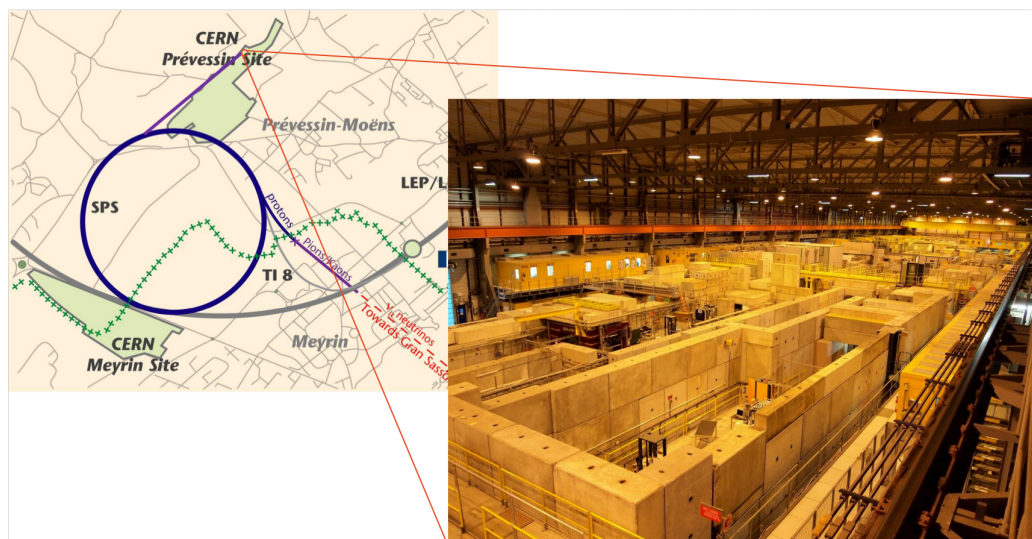 CERN
Prévessin Site
Prévessin-Moëns
LEP/L
SPS
protons
Pions/Kaons
TI 8
νμ neutrinos
Towards Gran Sasso
Meyrin
CERN
Meyrin Site